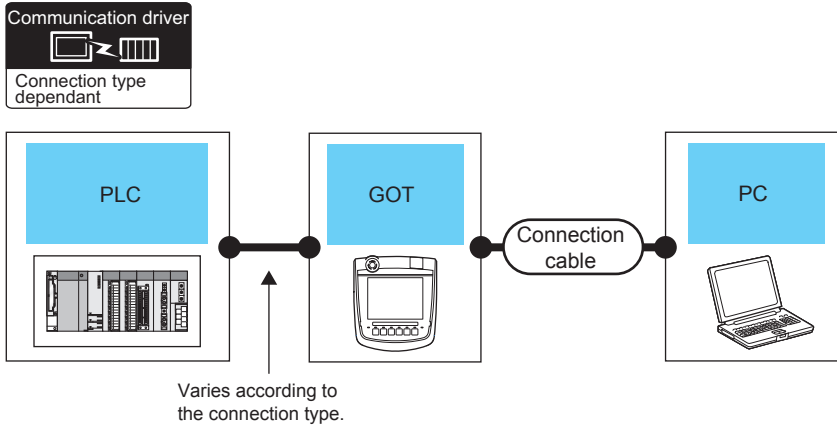 Communication driver
Connection type
dependant
PLC
GOT
Connection
cable
PC
Varies according to
the connection type.